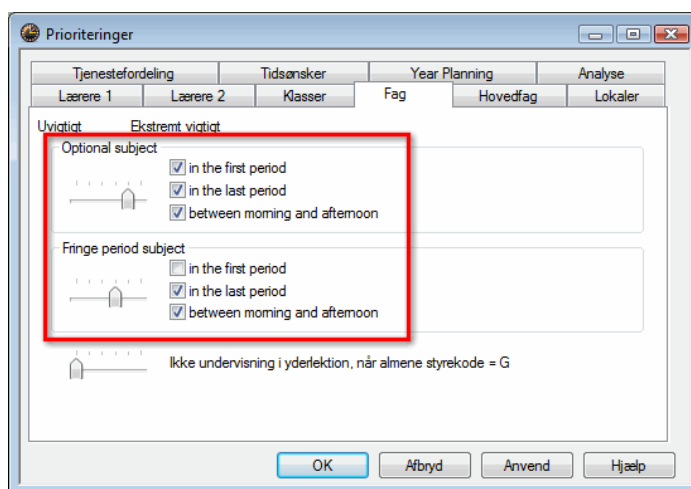 Prioriteringer
Tjenestefordeling Tidsønsker Year Planning Analyse
Lærere 1 Lærere 2 Klasser Fag Hovedfag Lokaler
Uvigtigt Ekstremt vigtigt
Optional subject
in the first period
in the last period
between morning and afternoon
Fringe period subject
in the first period
in the last period
between morning and afternoon
Ikke undervisning i yderlektion, når almene styrekode = G
OK Afbryd Anvend Hjælp